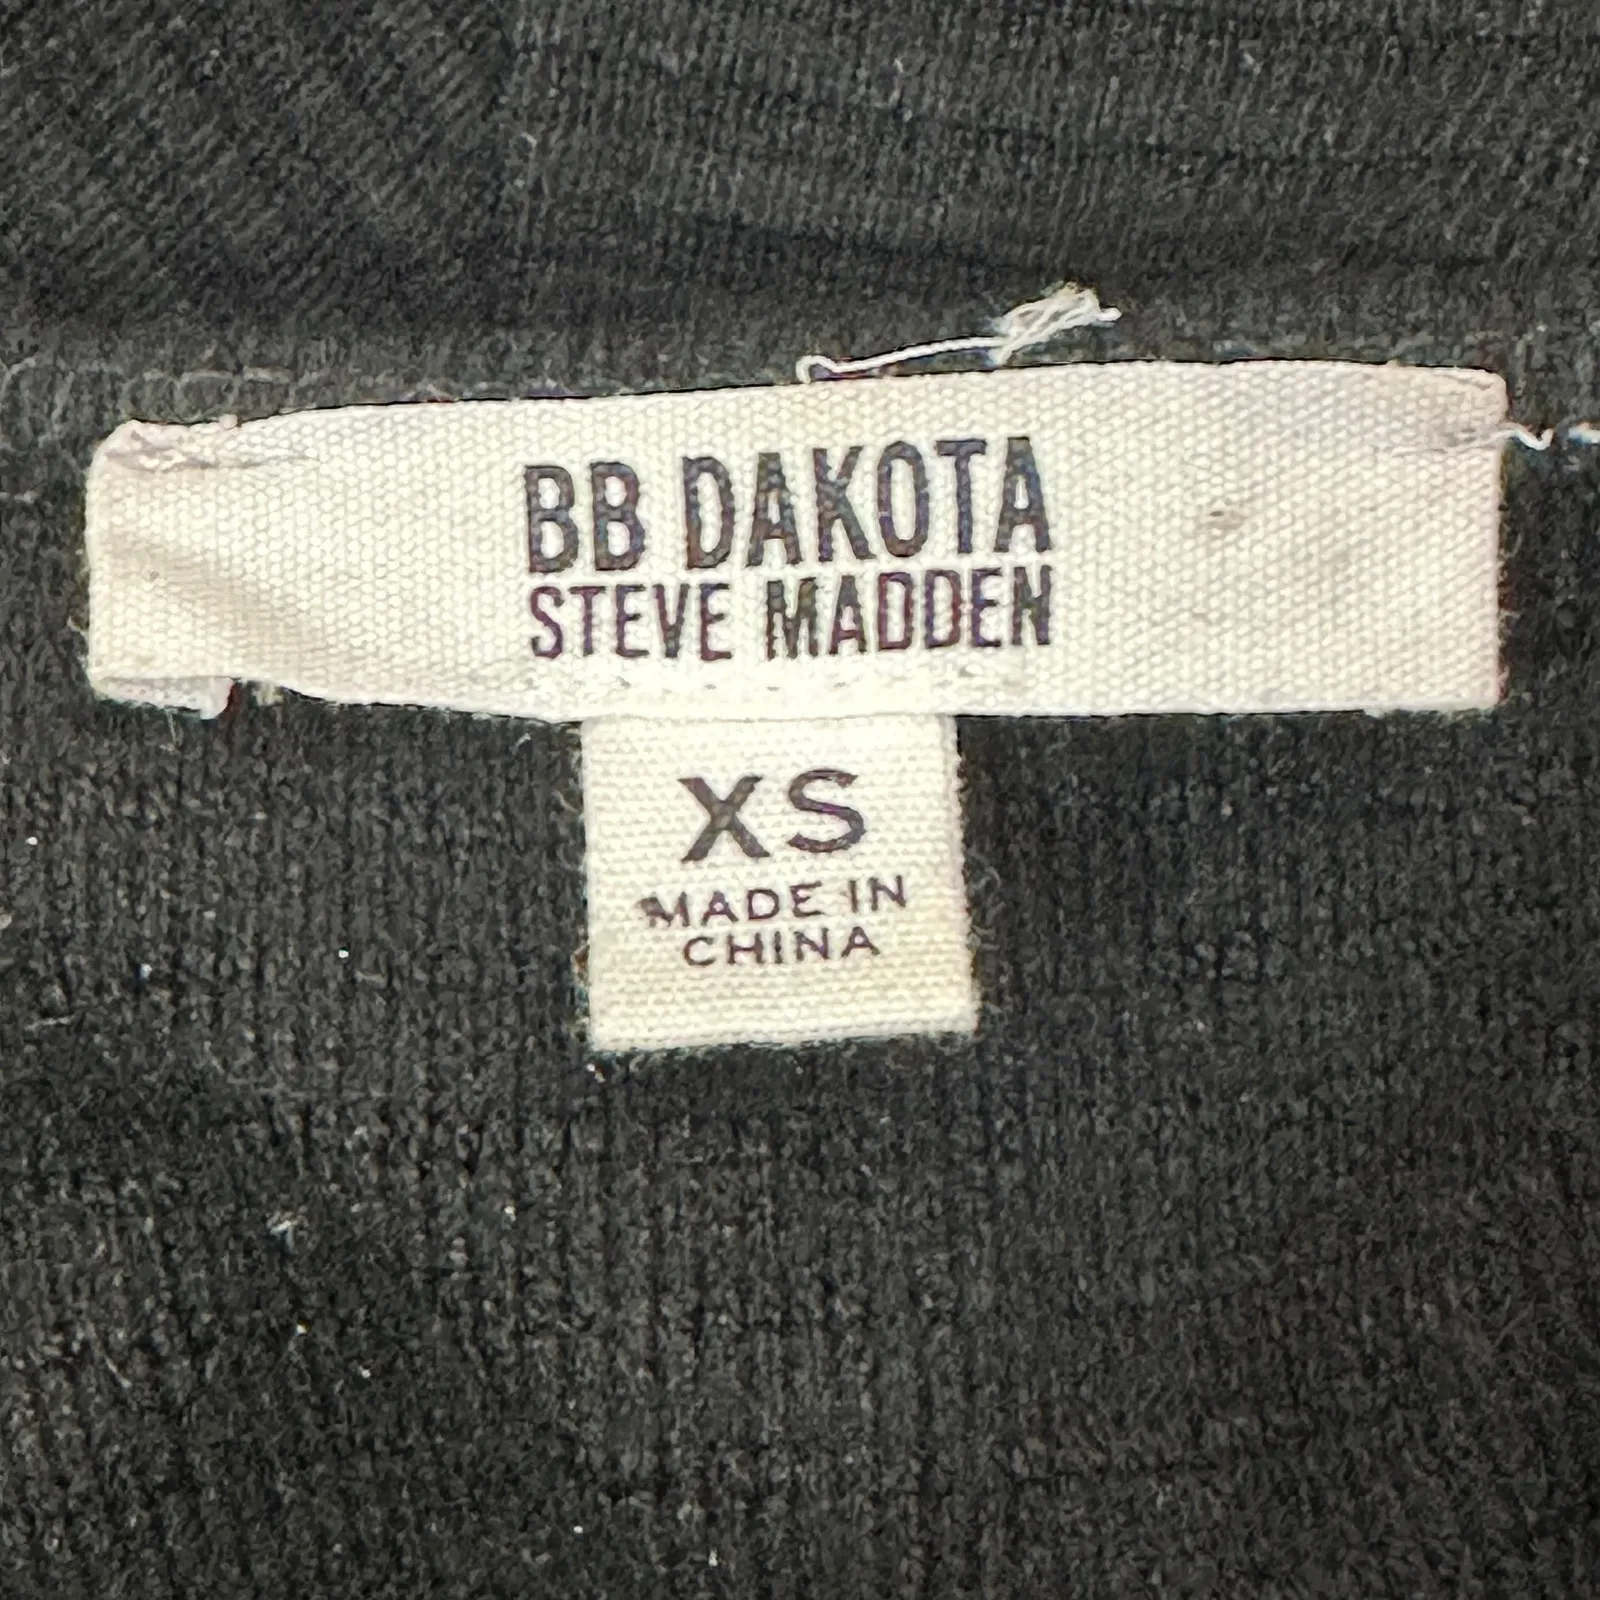 BB DAKOTA
STEVE MADDEN
XS
MADE IN
CHINA